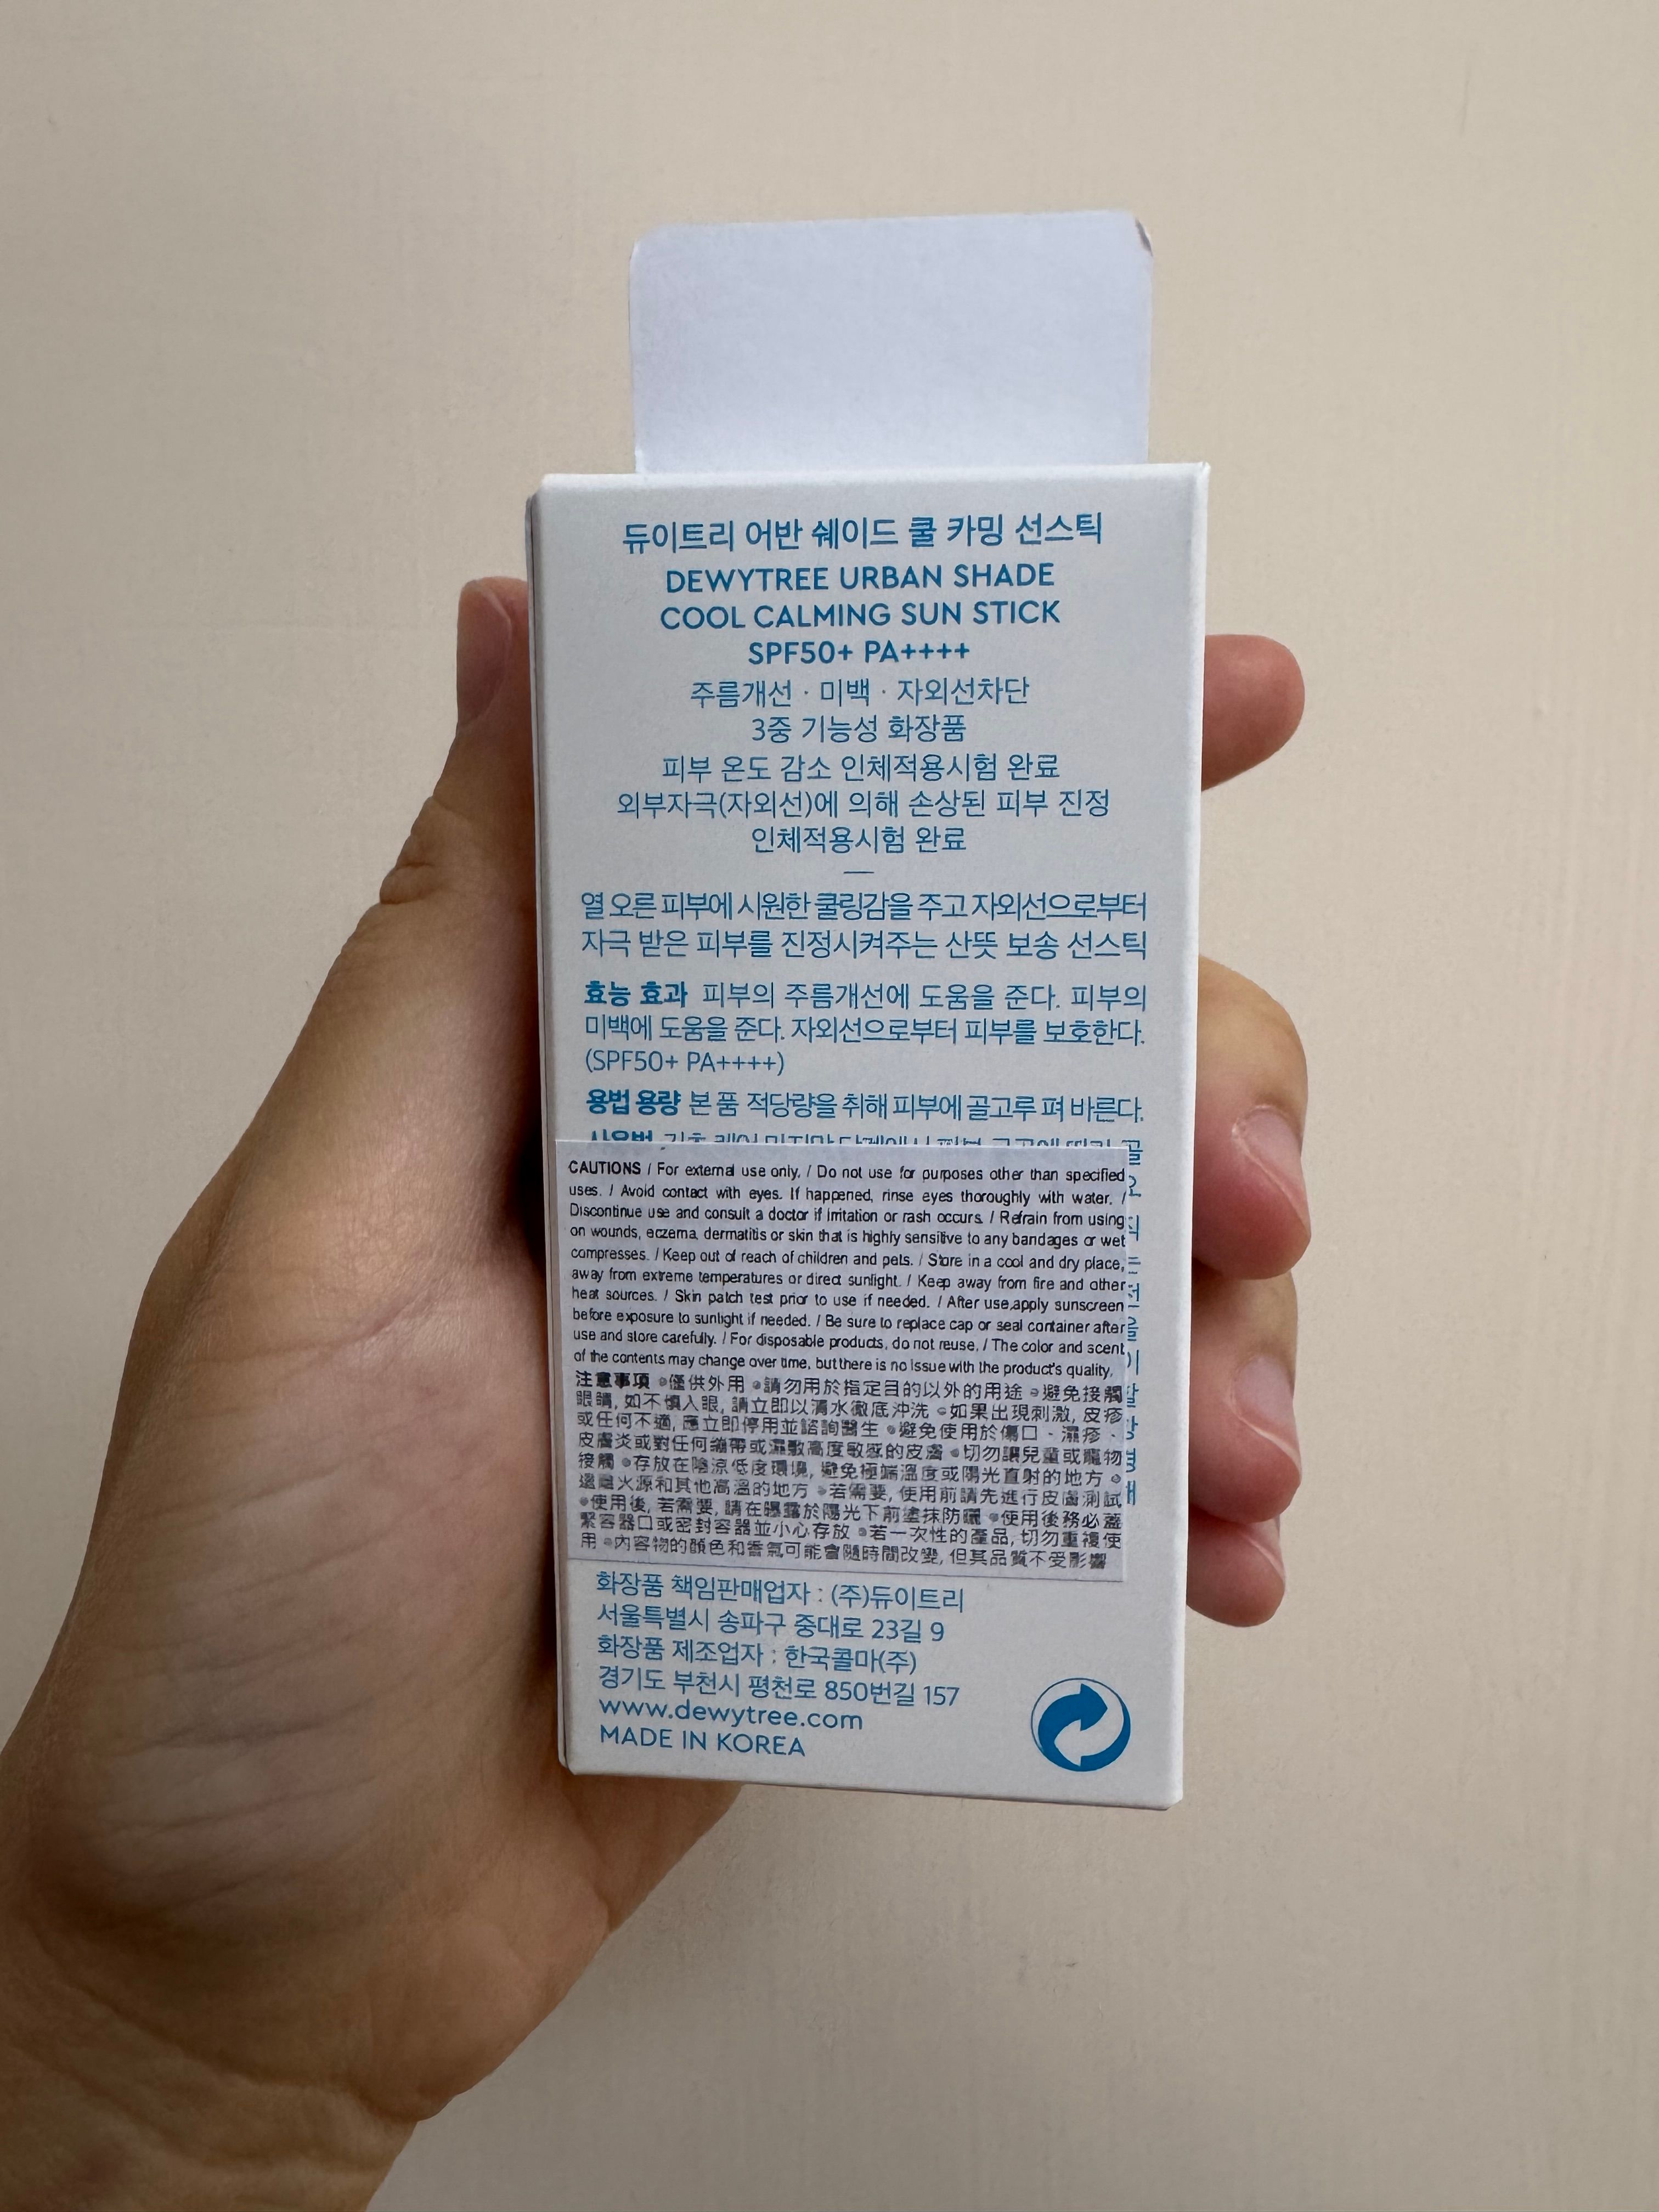 듀이트리 어반 쉐이드 쿨 카밍 선스틱
DEWYTREE URBAN SHADE
COOL CALMING SUN STICK
SPF50+ PA++++
주름개선 · 미백 · 자외선차단
3중 기능성 화장품
피부 온도 감소 인체적용시험 완료
외부자극(자외선)에 의해 손상된 피부 진정
인체적용시험 완료
열 오른 피부에 시원한 쿨링감을 주고 자외선으로부터
자극 받은 피부를 진정시켜주는 산뜻 보송 선스틱
효능 효과 피부의 주름개선에 도움을 준다. 피부의
미백에 도움을 준다. 자외선으로부터 피부를 보호한다.
(SPF50+ PA++++)
용법 용량 본 품 적당량을 취해 피부에 골고루 펴 바른다.
CAUTIONS / For external use only. / Do not use for purposes other than specified
uses. / Avoid contact with eyes. If happened, rinse eyes thoroughly with water. /
Discontinue use and consult a doctor if irritation or rash occurs. / Refrain from using
on wounds, eczema, dermatitis or skin that is highly sensitive to any bandages or wet
compresses. / Keep out of reach of children and pets. / Store in a cool and dry place,
away from extreme temperatures or direct sunlight. / Keep away from fire and other
heat sources. / Skin patch test prior to use if needed. / After use,apply sunscreen
before exposure to sunlight if needed. / Be sure to replace cap or seal container after
use and store carefully. / For disposable products, do not reuse. / The color and scent
of the contents may change over time, but there is no issue with the product's quality.
注意事項 ●僅供外用 ●請勿用於指定目的以外的用途 ●避免接觸
眼睛, 如不慎入眼, 請立即以清水徹底沖洗 ●如果出現刺激, 皮疹
或任何不適, 應立即停用並諮詢醫生 ●避免使用於傷口、濕疹、
皮膚炎或對任何繃帶或濕敷高度敏感的皮膚 ●切勿讓兒童或寵物
接觸 ●存放在陰涼低度環境, 避免極端溫度或陽光直射的地方 ●
遠離火源和其他高溫的地方 ●若需要, 使用前請先進行皮膚測試
●使用後, 若需要, 請在曝露於陽光下前塗抹防曬 ●使用後務必蓋
緊容器口或密封容器並小心存放 ●若一次性的產品, 切勿重複使
用 ●內容物的顏色和香氣可能會隨時間改變, 但其品質不受影響
화장품 책임판매업자 : (주)듀이트리
서울특별시 송파구 중대로 23길 9
화장품 제조업자 : 한국콜마(주)
경기도 부천시 평천로 850번길 157
www.dewytree.com
MADE IN KOREA